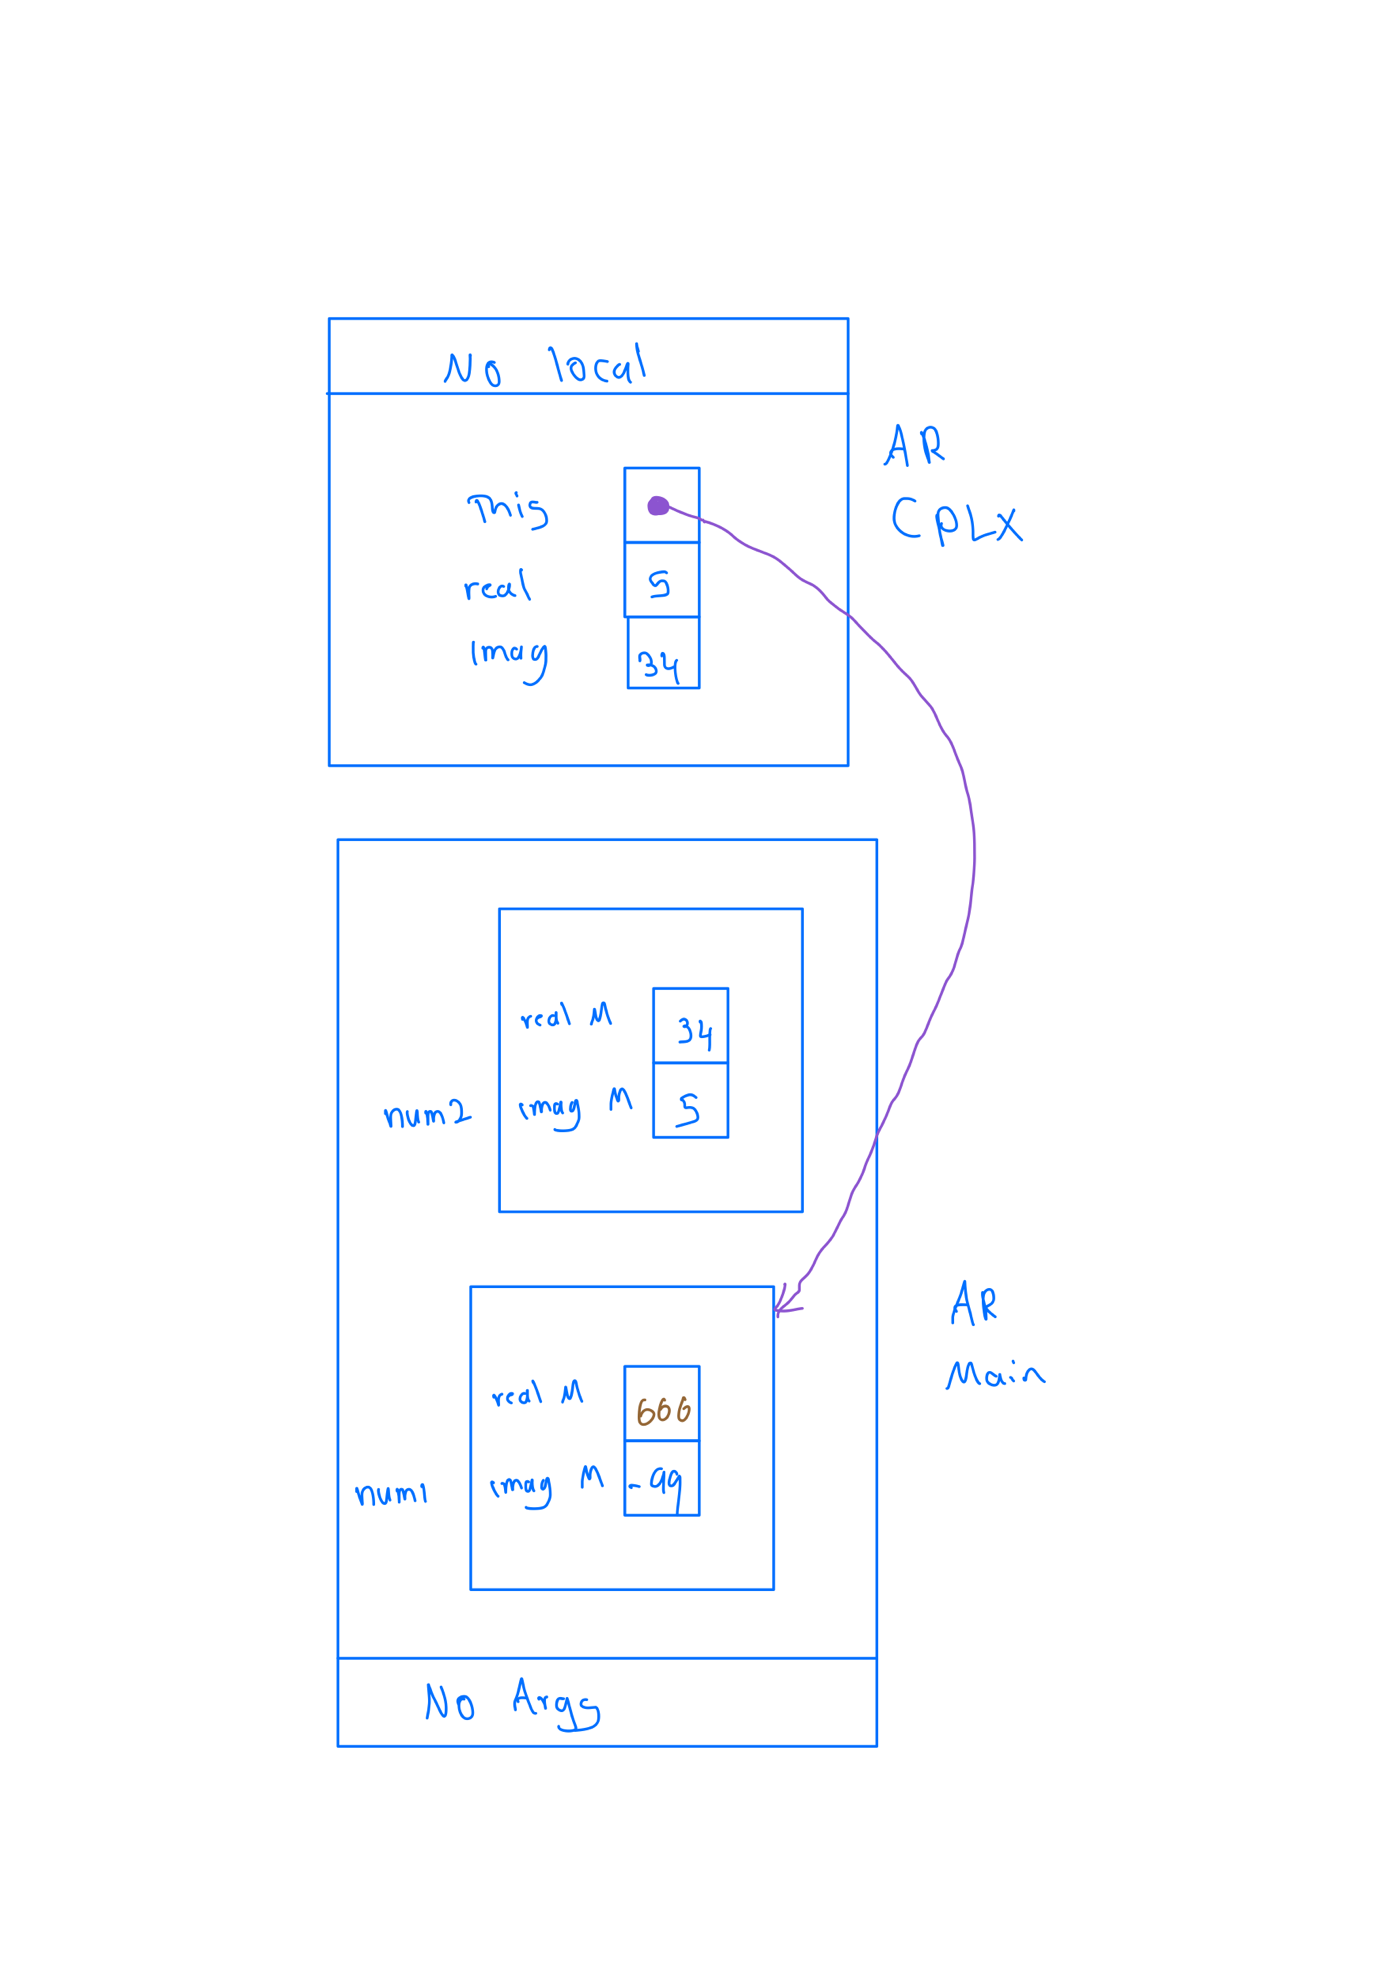 No local
AR
CPLX
This
real 5
Imag 34
real M 34
imag M 5
num2
AR
Main
real M 666
imag M -99
num1
No Args